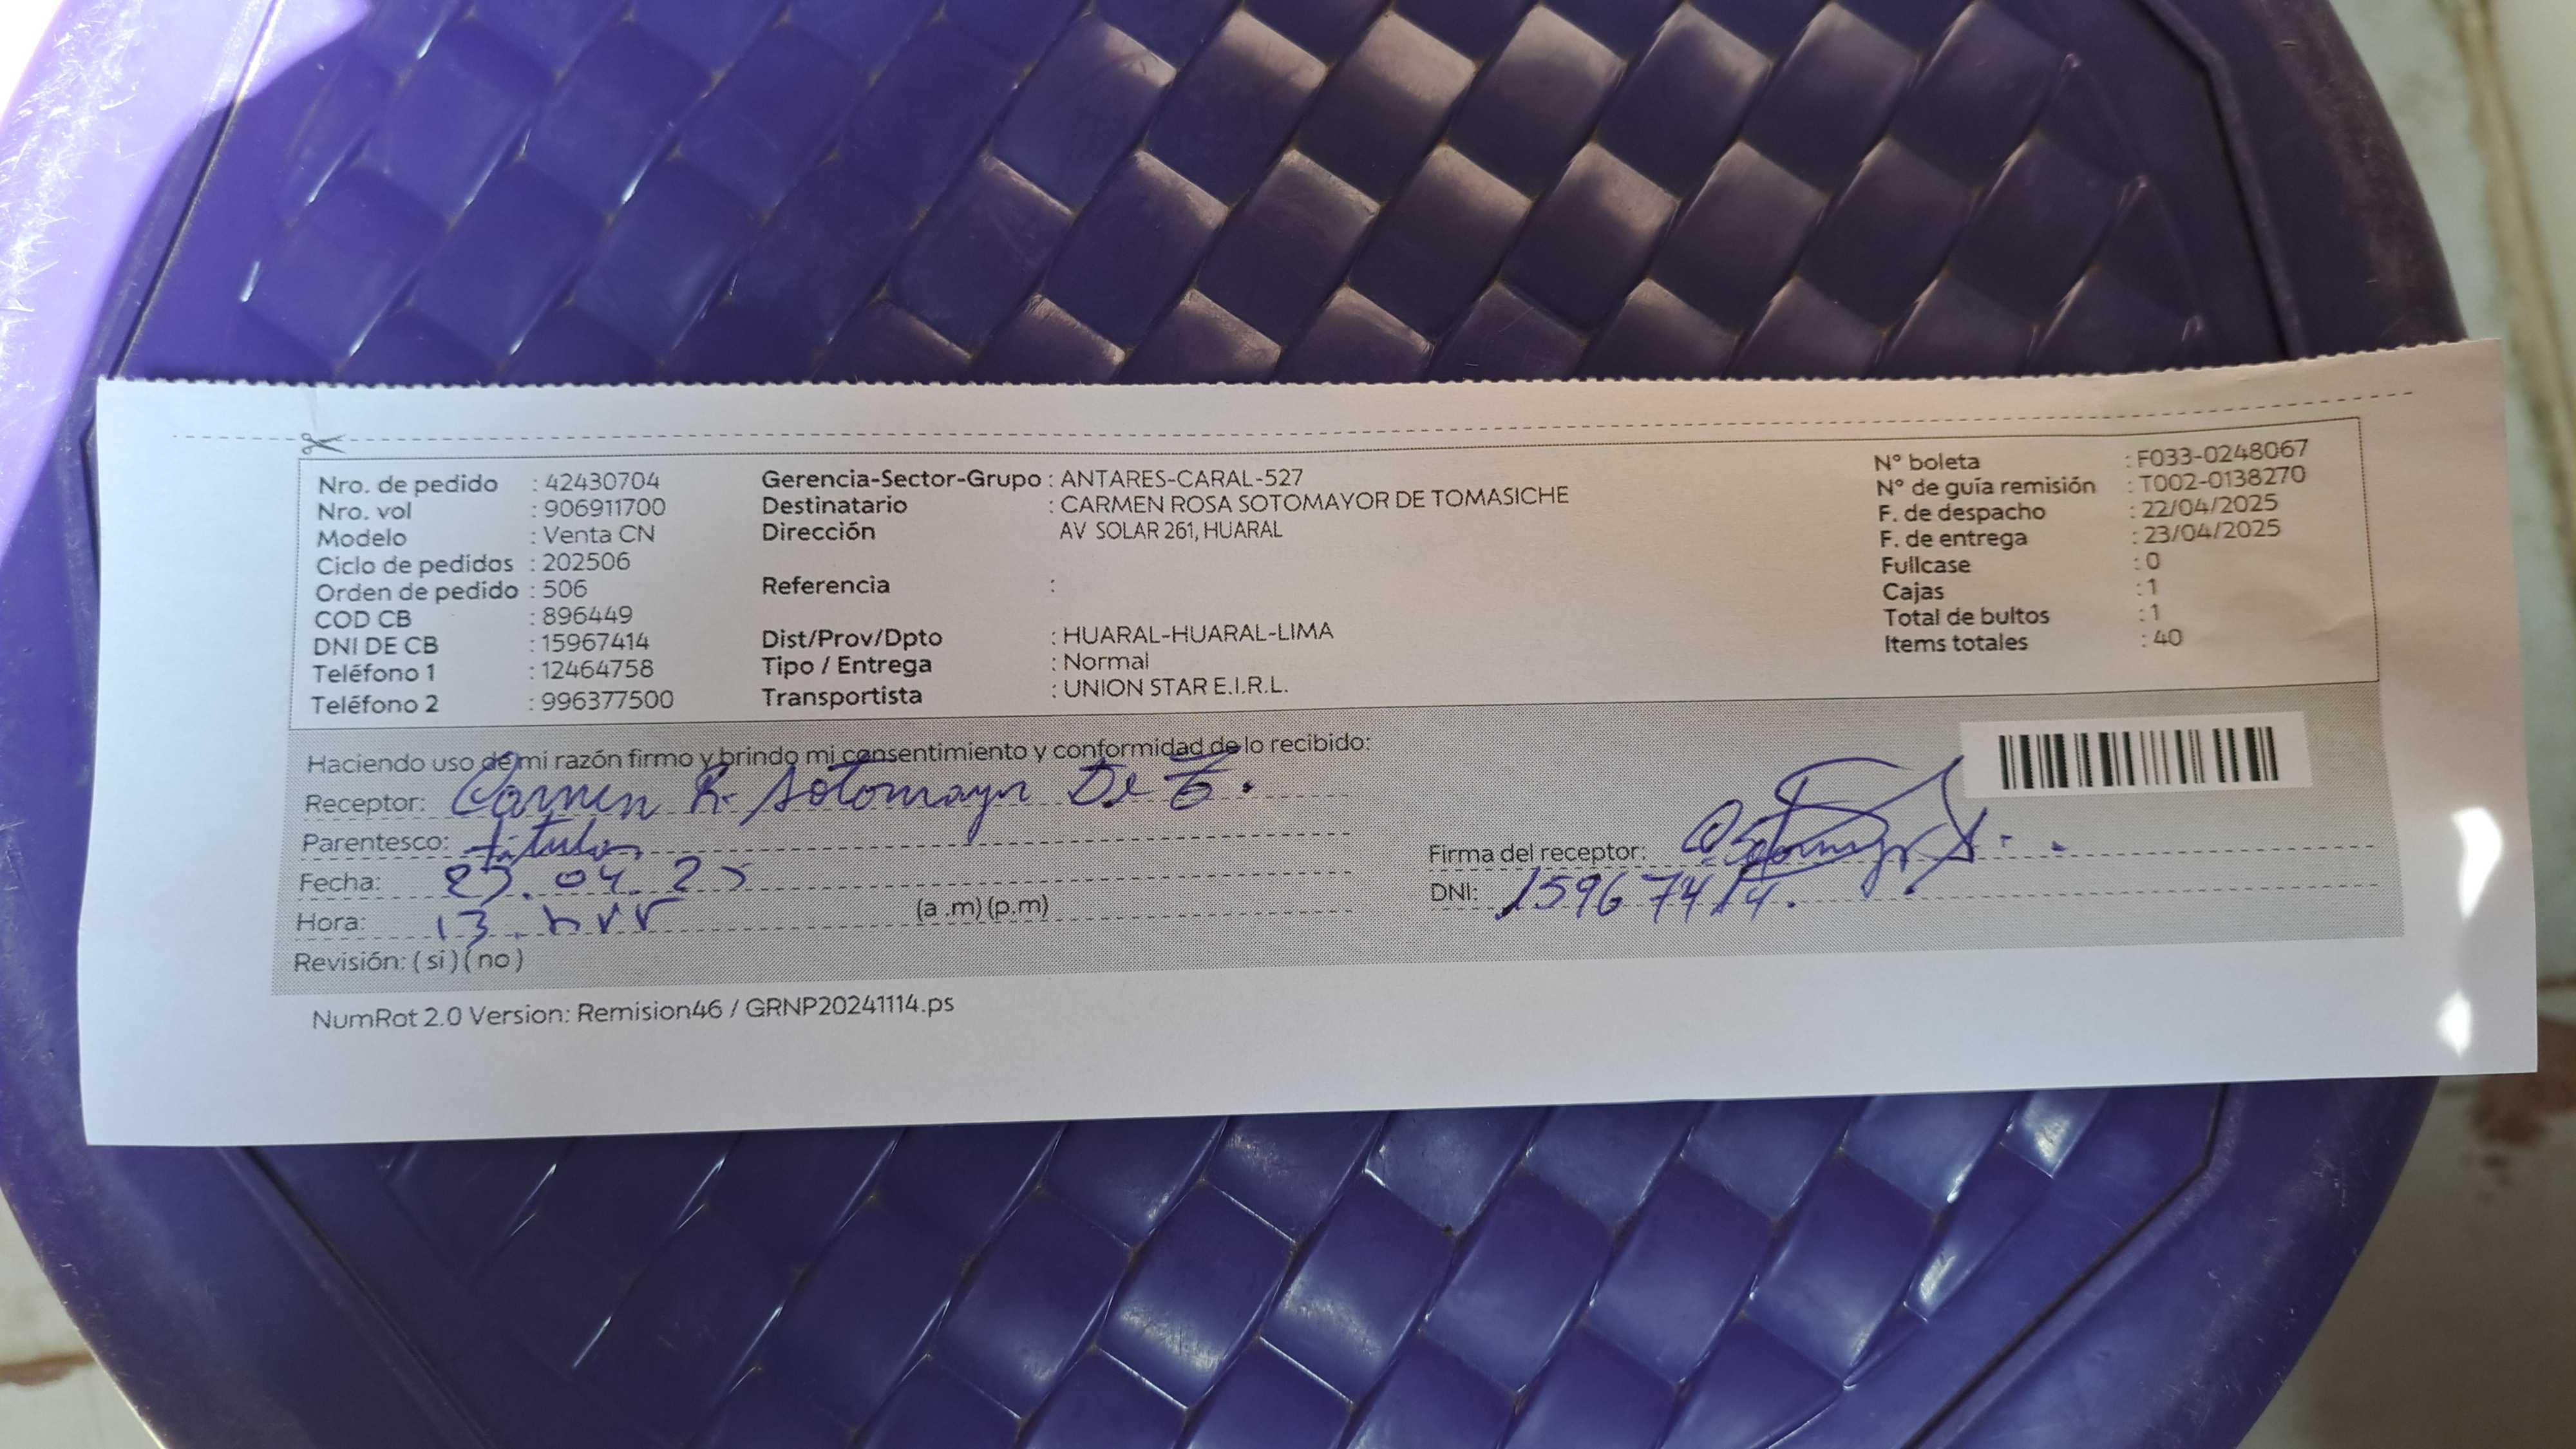 Nro. de pedido : 42430704
Nro. vol : 906911700
Modelo : Venta CN
Ciclo de pedidos : 202506
Orden de pedido : 506
COD CB : 896449
DNI DE CB : 15967414
Teléfono 1 : 12464758
Teléfono 2 : 996377500
Gerencia-Sector-Grupo : ANTARES-CARAL-527
Destinatario : CARMEN ROSA SOTOMAYOR DE TOMASICHE
Dirección AV SOLAR 261, HUARAL
Referencia :
Dist/Prov/Dpto : HUARAL-HUARAL-LIMA
Tipo / Entrega : Normal
Transportista : UNION STAR E.I.R.L.
N° boleta : F033-0248067
N° de guía remisión : T002-0138270
F. de despacho : 22/04/2025
F. de entrega : 23/04/2025
Fullcase : 0
Cajas : 1
Total de bultos : 1
Items totales : 40
Haciendo uso de mi razón firmo y brindo mi consentimiento y conformidad de lo recibido:
Receptor: Carmen R. Sotomayor De T.
Parentesco: titular
Fecha: 23.04.25
Hora: 13. hrr (a .m) (p.m)
Revisión: ( si ) ( no )
Firma del receptor:
DNI: 15967414.
NumRot 2.0 Version: Remision46 / GRNP20241114.ps